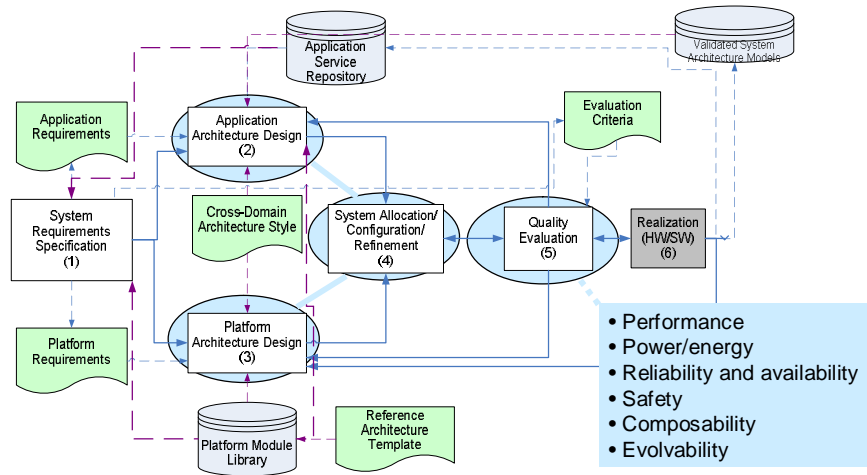 Application
Service
Repository
Validated System
Architecture Models
Application
Requirements
Application
Architecture Design
(2)
Evaluation
Criteria
System
Requirements
Specification
(1)
Cross-Domain
Architecture Style
System Allocation/
Configuration/
Refinement
(4)
Quality
Evaluation
(5)
Realization
(HW/SW)
(6)
Platform
Requirements
Platform
Architecture Design
(3)
Platform Module
Library
Reference
Architecture
Template
• Performance
• Power/energy
• Reliability and availability
• Safety
• Composability
• Evolvability